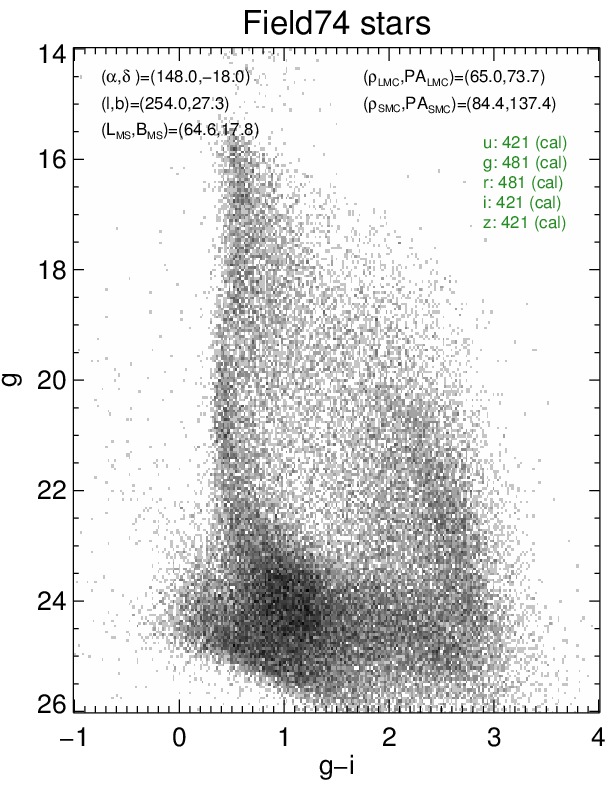 Field74 stars
(α,δ )=(148.0,−18.0)
(ρLMC,PALMC)=(65.0,73.7)
(l,b)=(254.0,27.3)
(ρSMC,PASMC)=(84.4,137.4)
(LMS,BMS)=(64.6,17.8)
u: 421 (cal)
g: 481 (cal)
r: 481 (cal)
i: 421 (cal)
z: 421 (cal)
14
16
18
20
22
24
26
g
−1 0 1 2 3 4
g−i